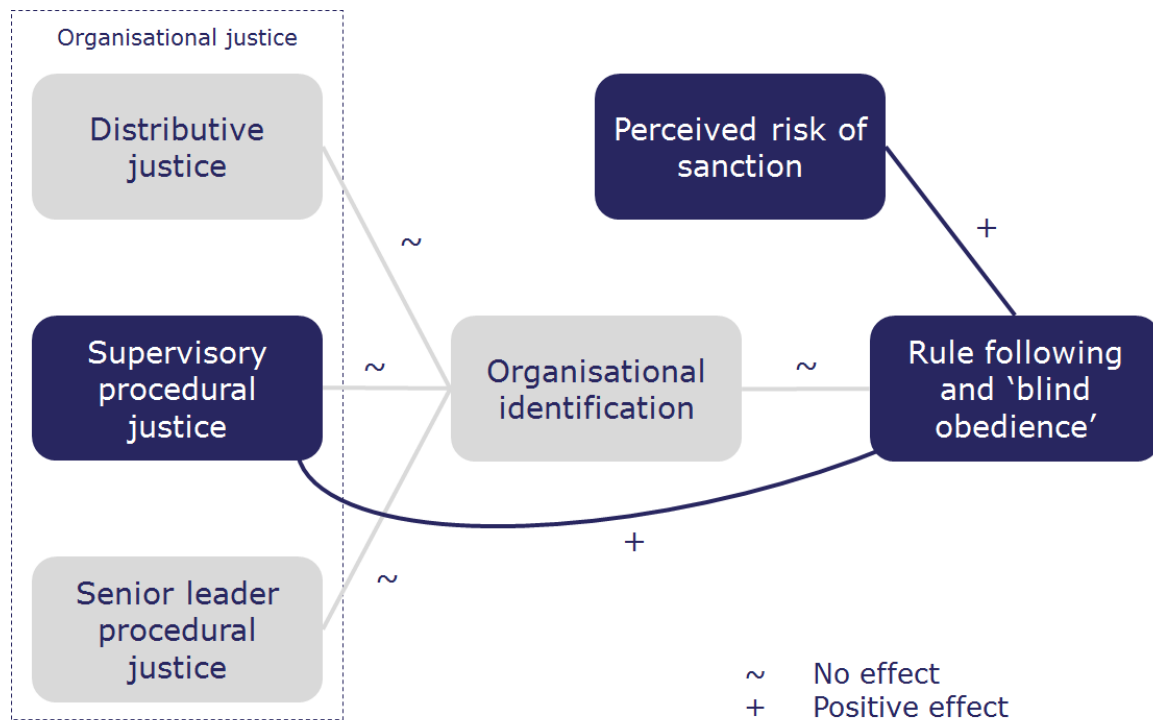 Organisational justice
Distributive
justice
Perceived risk of
sanction
~
+
Supervisory
procedural
justice
~
Organisational
identification
~
Rule following
and ‘blind
obedience’
+
~
Senior leader
procedural
justice
~ No effect
+ Positive effect